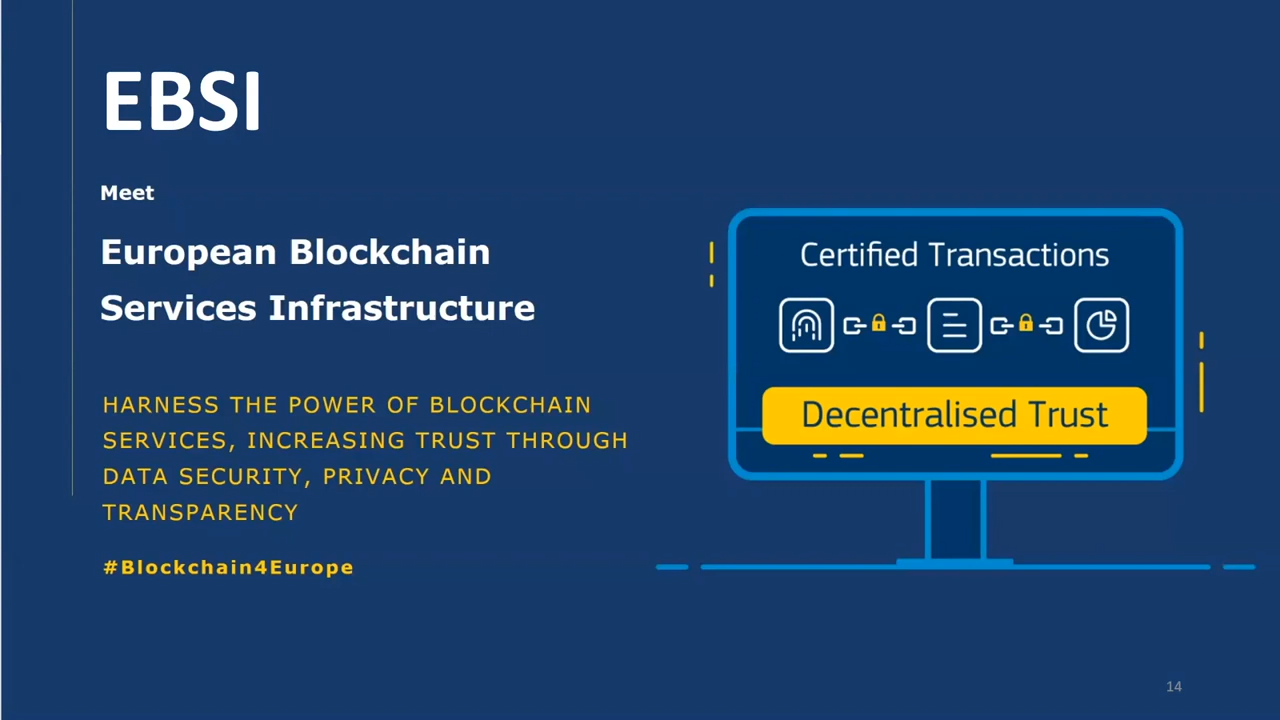 EBSI
Meet
European Blockchain
Services Infrastructure
HARNESS THE POWER OF BLOCKCHAIN
SERVICES, INCREASING TRUST THROUGH
DATA SECURITY, PRIVACY AND
TRANSPARENCY
#Blockchain4Europe
Certified Transactions
Decentralised Trust
14